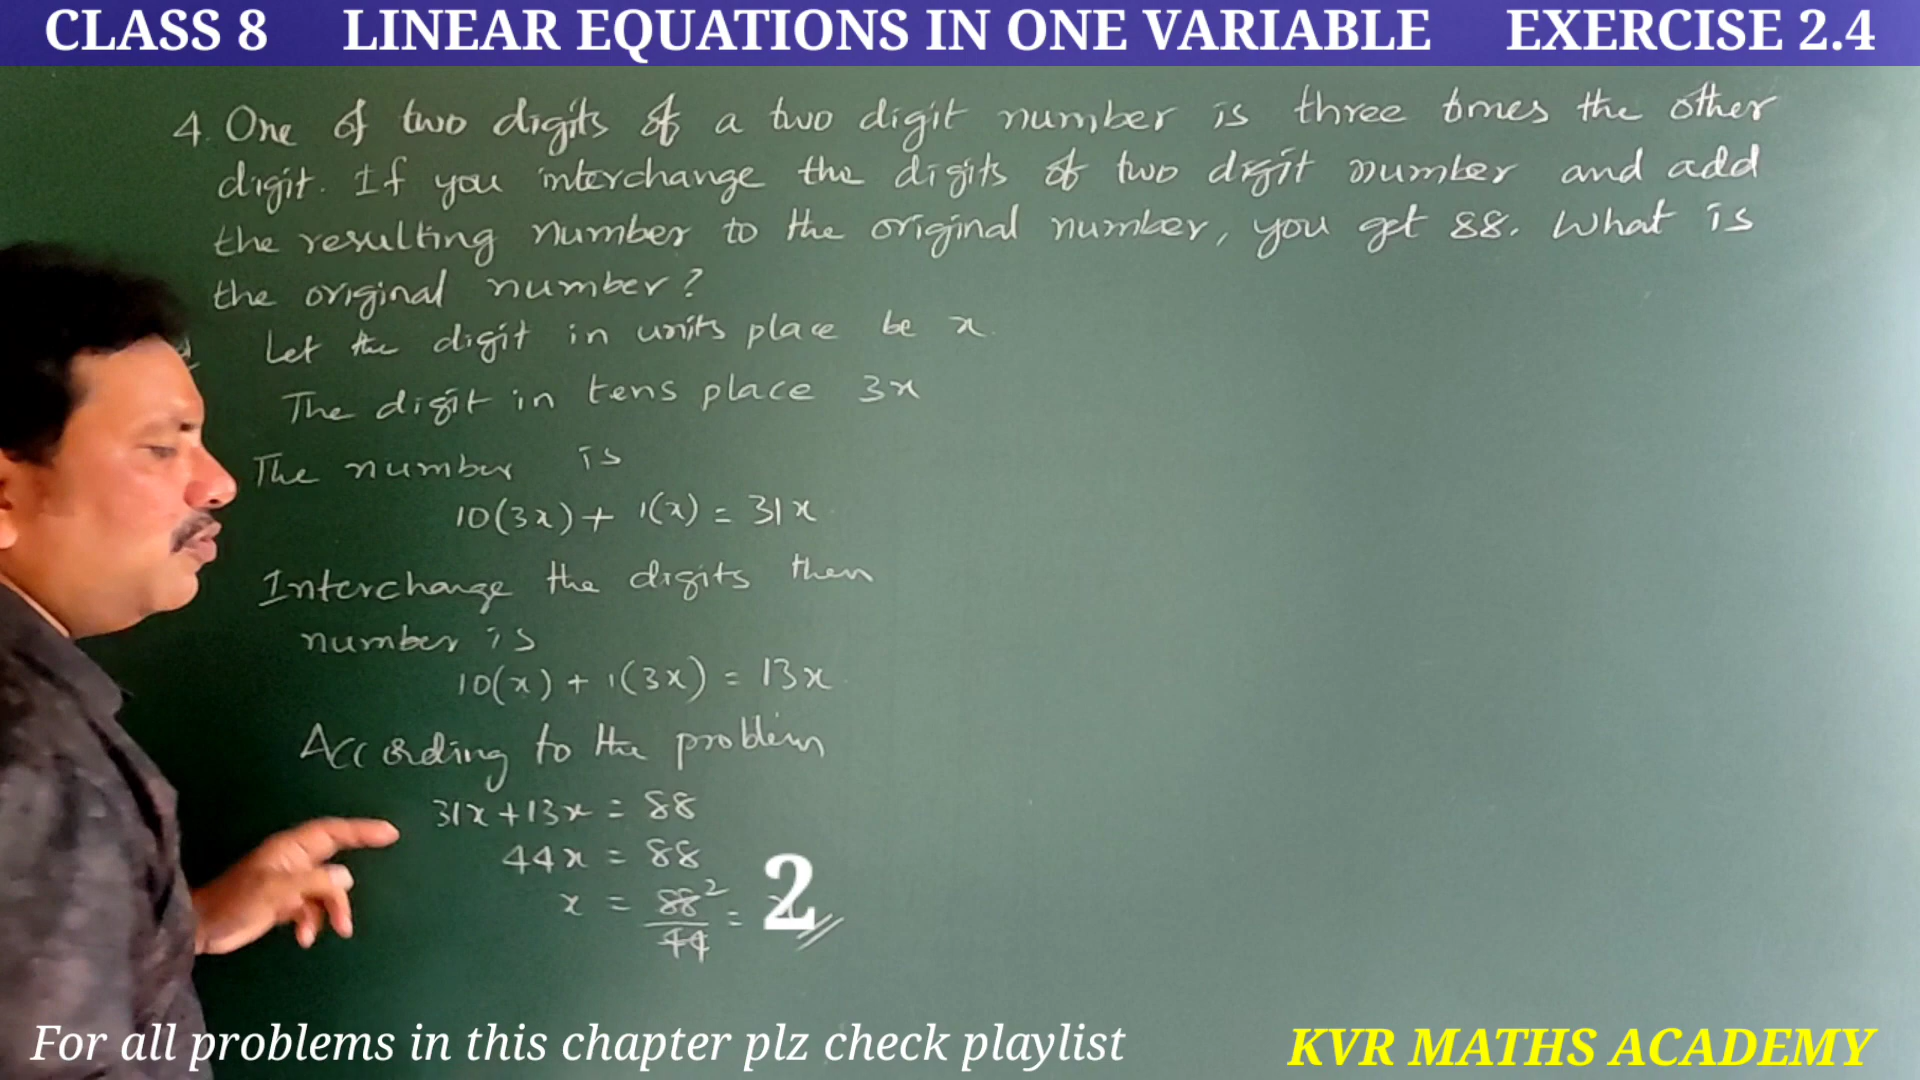 CLASS 8 LINEAR EQUATIONS IN ONE VARIABLE EXERCISE 2.4
4. One of two digits of a two digit number is three times the other
digit. If you interchange the digits of two digit number and add
the resulting number to the original number, you get 88. What is
the original number?
Let the digit in units place be x.
The digit in tens place 3x
The number is
10(3x) + 1(x) = 31x
Interchange the digits then
number is
10(x) + 1(3x) = 13x
According to the problem
31x + 13x = 88
44x = 88
x = 88/44 2 = 2
For all problems in this chapter plz check playlist KVR MATHS ACADEMY